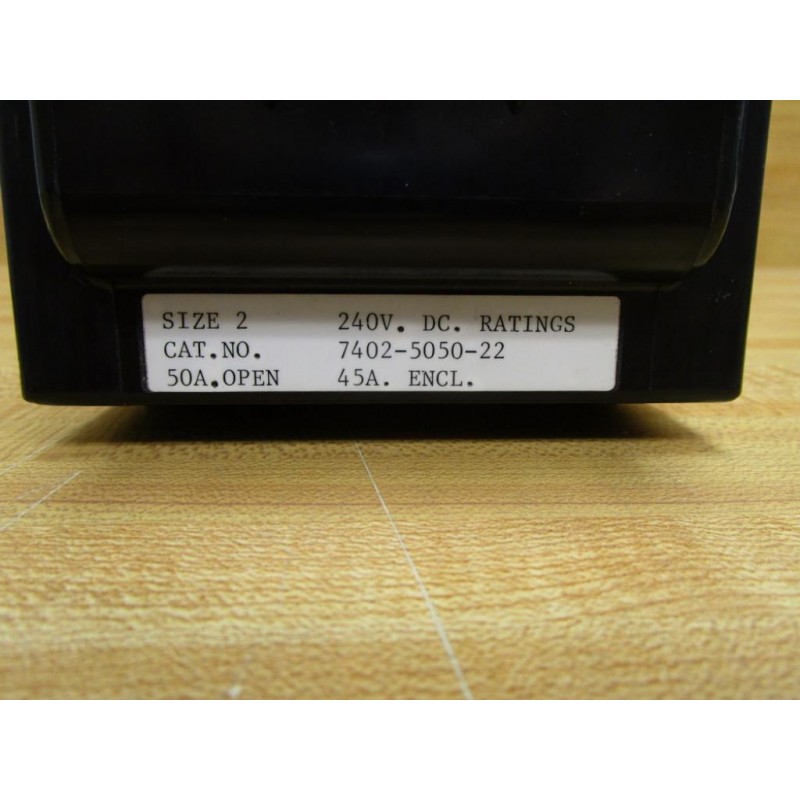 SIZE 2 240V. DC. RATINGS
CAT.NO. 7402-5050-22
50A.OPEN 45A. ENCL.